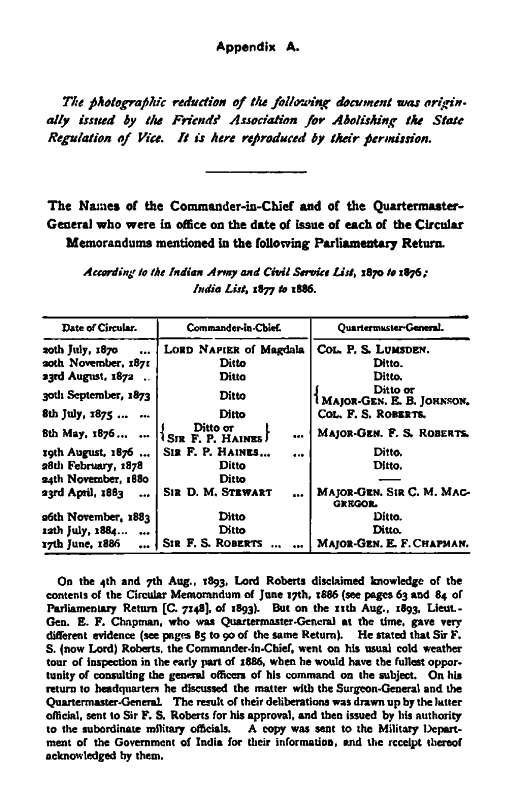 Appendix A.
The photographic reduction of the following document was origin-
ally issued by the Friends' Association for Abolishing the State
Regulation of Vice. It is here reproduced by their permission.
The Names of the Commander-in-Chief and of the Quartermaster-
General who were in office on the date of issue of each of the Circular
Memorandums mentioned in the following Parliamentary Return.
According to the Indian Army and Civil Service List, 1870 to 1876;
India List, 1877 to 1886.
Date of Circular. Commander-in-Chief. Quartermaster-General.
20th July, 1870 ... LORD NAPIER of Magdala COL. P. S. LUMSDEN.
20th November, 1871 Ditto Ditto.
23rd August, 1872 .. Ditto Ditto.
30th September, 1873 Ditto { Ditto or
MAJOR-GEN. E. B. JOHNSON.
8th July, 1875 ... ... Ditto COL. F. S. ROBERTS.
8th May, 1876... ... { Ditto or
SIR F. P. HAINES } ... MAJOR-GEN. F. S. ROBERTS.
19th August, 1876 ... SIR F. P. HAINES... ... Ditto.
28th February, 1878 Ditto Ditto.
24th November, 1880 Ditto —
23rd April, 1883 ... SIR D. M. STEWART ... MAJOR-GEN. SIR C. M. MAC-
GREGOR.
26th November, 1883 Ditto Ditto.
12th July, 1884... ... Ditto Ditto.
17th June, 1886 ... SIR F. S. ROBERTS ... ... MAJOR-GEN. E. F. CHAPMAN.
On the 4th and 7th Aug., 1893, Lord Roberts disclaimed knowledge of the
contents of the Circular Memorandum of June 17th, 1886 (see pages 63 and 84 of
Parliamentary Return [C. 7148], of 1893). But on the 11th Aug., 1893, Lieut.-
Gen. E. F. Chapman, who was Quartermaster-General at the time, gave very
different evidence (see pages 85 to 90 of the same Return). He stated that Sir F.
S. (now Lord) Roberts, the Commander-in-Chief, went on his usual cold weather
tour of inspection in the early part of 1886, when he would have the fullest oppor-
tunity of consulting the general officers of his command on the subject. On his
return to headquarters he discussed the matter with the Surgeon-General and the
Quartermaster-General. The result of their deliberations was drawn up by the latter
official, sent to Sir F. S. Roberts for his approval, and then issued by his authority
to the subordinate military officials. A copy was sent to the Military Depart-
ment of the Government of India for their information, and the receipt thereof
acknowledged by them.